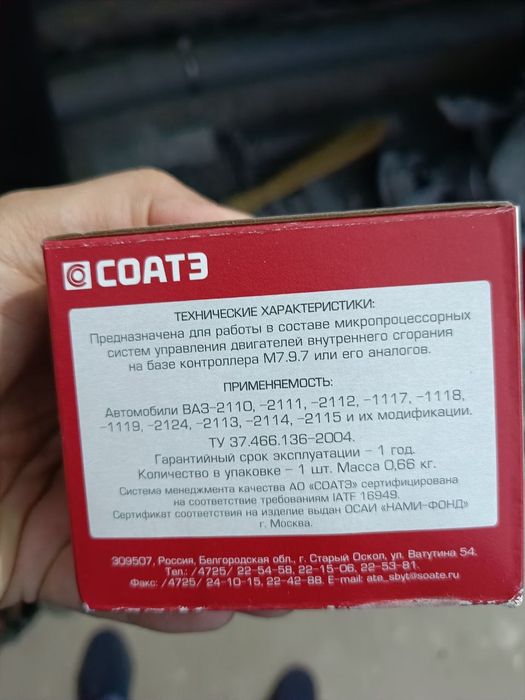 СОАТЭ
ТЕХНИЧЕСКИЕ ХАРАКТЕРИСТИКИ:
Предназначена для работы в составе микропроцессорных
систем управления двигателей внутреннего сгорания
на базе контроллера М7.9.7 или его аналогов.
ПРИМЕНЯЕМОСТЬ:
Автомобили ВАЗ-2110, -2111, -2112, -1117, -1118,
-1119, -2124, -2113, -2114, -2115 и их модификации.
ТУ 37.466.136-2004.
Гарантийный срок эксплуатации – 1 год.
Количество в упаковке – 1 шт. Масса 0,66 кг.
Система менеджмента качества АО «СОАТЭ» сертифицирована
на соответствие требованиям IATF 16949.
Сертификат соответствия на изделие выдан ОСАИ «НАМИ-ФОНД»
г. Москва.
309507, Россия, Белгородская обл., г. Старый Оскол, ул. Ватутина 54.
Тел.: /4725/ 22-54-58, 22-15-06, 22-53-81.
Факс: /4725/ 24-10-15, 22-42-88. E-mail: ate_sbyt@soate.ru